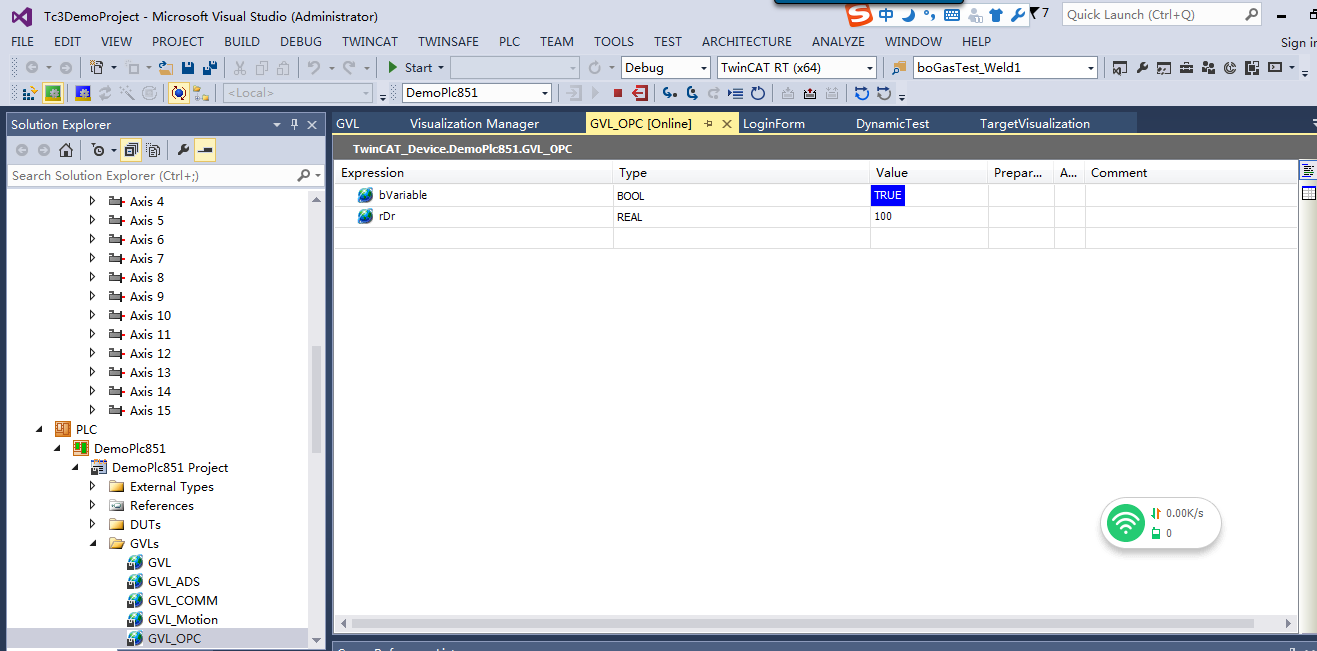 Tc3DemoProject - Microsoft Visual Studio (Administrator)
中
7
Quick Launch (Ctrl+Q)
FILE EDIT VIEW PROJECT BUILD DEBUG TWINCAT TWINSAFE PLC TEAM TOOLS TEST ARCHITECTURE ANALYZE WINDOW HELP
Sign in
Start
Debug
TwinCAT RT (x64)
boGasTest_Weld1
<Local>
DemoPlc851
Solution Explorer
GVL
Visualization Manager
GVL_OPC [Online]
LoginForm
DynamicTest
TargetVisualization
TwinCAT_Device.DemoPlc851.GVL_OPC
Search Solution Explorer (Ctrl+;)
Expression Type Value Prepar... A... Comment
bVariable BOOL TRUE
rDr REAL 100
Axis 4
Axis 5
Axis 6
Axis 7
Axis 8
Axis 9
Axis 10
Axis 11
Axis 12
Axis 13
Axis 14
Axis 15
PLC
DemoPlc851
DemoPlc851 Project
External Types
References
DUTs
GVLs
GVL
GVL_ADS
GVL_COMM
GVL_Motion
GVL_OPC
0.00K/s
0